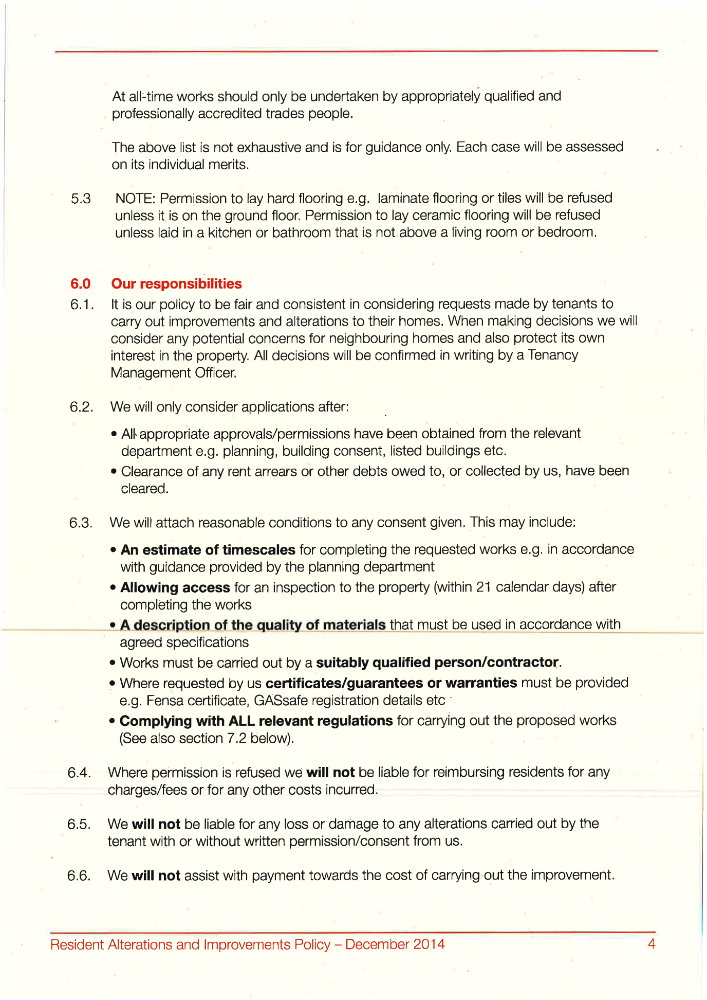 At all-time works should only be undertaken by appropriately qualified and
professionally accredited trades people.
The above list is not exhaustive and is for guidance only. Each case will be assessed
on its individual merits.
5.3 NOTE: Permission to lay hard flooring e.g. laminate flooring or tiles will be refused
unless it is on the ground floor. Permission to lay ceramic flooring will be refused
unless laid in a kitchen or bathroom that is not above a living room or bedroom.
6.0 Our responsibilities
6.1. It is our policy to be fair and consistent in considering requests made by tenants to
carry out improvements and alterations to their homes. When making decisions we will
consider any potential concerns for neighbouring homes and also protect its own
interest in the property. All decisions will be confirmed in writing by a Tenancy
Management Officer.
6.2. We will only consider applications after:
• All appropriate approvals/permissions have been obtained from the relevant
department e.g. planning, building consent, listed buildings etc.
• Clearance of any rent arrears or other debts owed to, or collected by us, have been
cleared.
6.3. We will attach reasonable conditions to any consent given. This may include:
• An estimate of timescales for completing the requested works e.g. in accordance
with guidance provided by the planning department
• Allowing access for an inspection to the property (within 21 calendar days) after
completing the works
• A description of the quality of materials that must be used in accordance with
agreed specifications
• Works must be carried out by a suitably qualified person/contractor.
• Where requested by us certificates/guarantees or warranties must be provided
e.g. Fensa certificate, GASsafe registration details etc
• Complying with ALL relevant regulations for carrying out the proposed works
(See also section 7.2 below).
6.4. Where permission is refused we will not be liable for reimbursing residents for any
charges/fees or for any other costs incurred.
6.5. We will not be liable for any loss or damage to any alterations carried out by the
tenant with or without written permission/consent from us.
6.6. We will not assist with payment towards the cost of carrying out the improvement.
Resident Alterations and Improvements Policy – December 2014 4